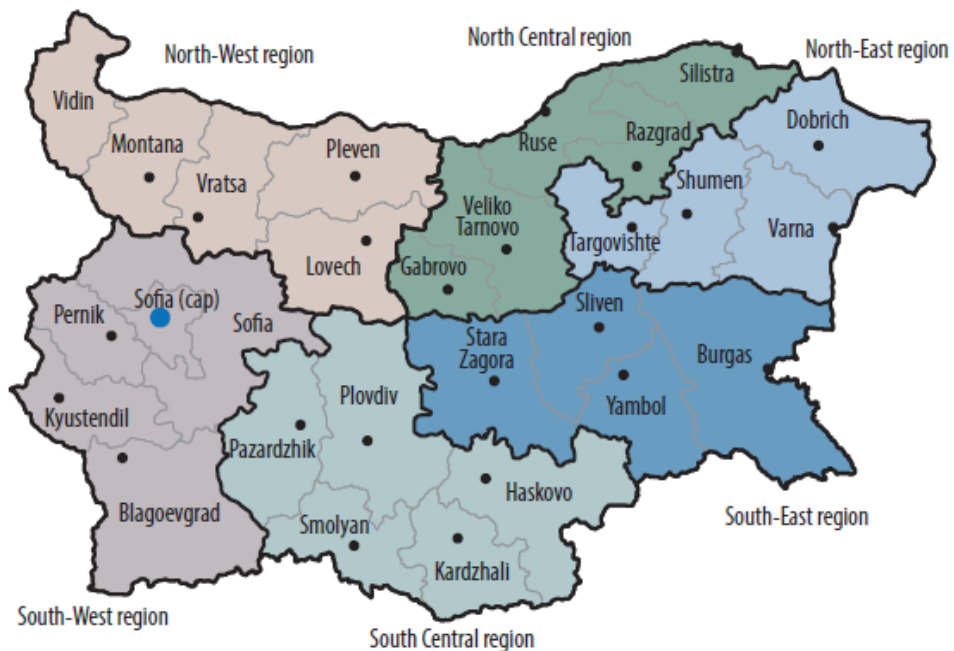 North-West region
North Central region
North-East region
Vidin
Montana
Vratsa
Pleven
Lovech
Silistra
Ruse
Razgrad
Veliko
Tarnovo
Gabrovo
Dobrich
Shumen
Targovishte
Varna
Pernik
Sofia (cap)
Sofia
Kyustendil
Blagoevgrad
Plovdiv
Pazardzhik
Smolyan
Haskovo
Kardzhali
Stara
Zagora
Sliven
Yambol
Burgas
South-East region
South-West region
South Central region